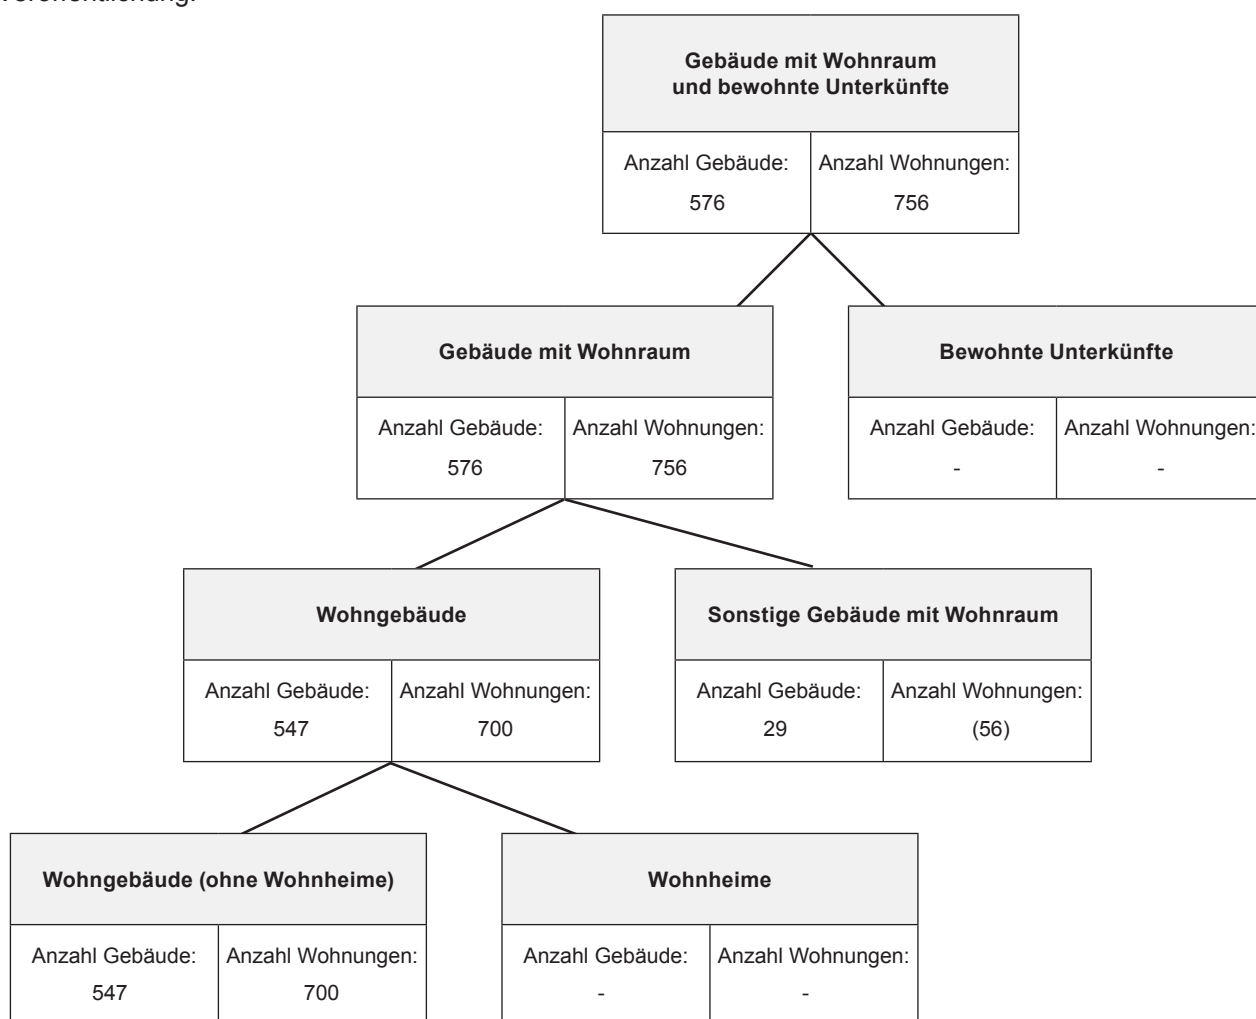 Gebäude mit Wohnraum
und bewohnte Unterkünfte
Anzahl Gebäude: Anzahl Wohnungen:
576 756
Gebäude mit Wohnraum
Anzahl Gebäude: Anzahl Wohnungen:
576 756
Bewohnte Unterkünfte
Anzahl Gebäude: Anzahl Wohnungen:
- -
Wohngebäude
Anzahl Gebäude: Anzahl Wohnungen:
547 700
Sonstige Gebäude mit Wohnraum
Anzahl Gebäude: Anzahl Wohnungen:
29 (56)
Wohngebäude (ohne Wohnheime)
Anzahl Gebäude: Anzahl Wohnungen:
547 700
Wohnheime
Anzahl Gebäude: Anzahl Wohnungen:
- -